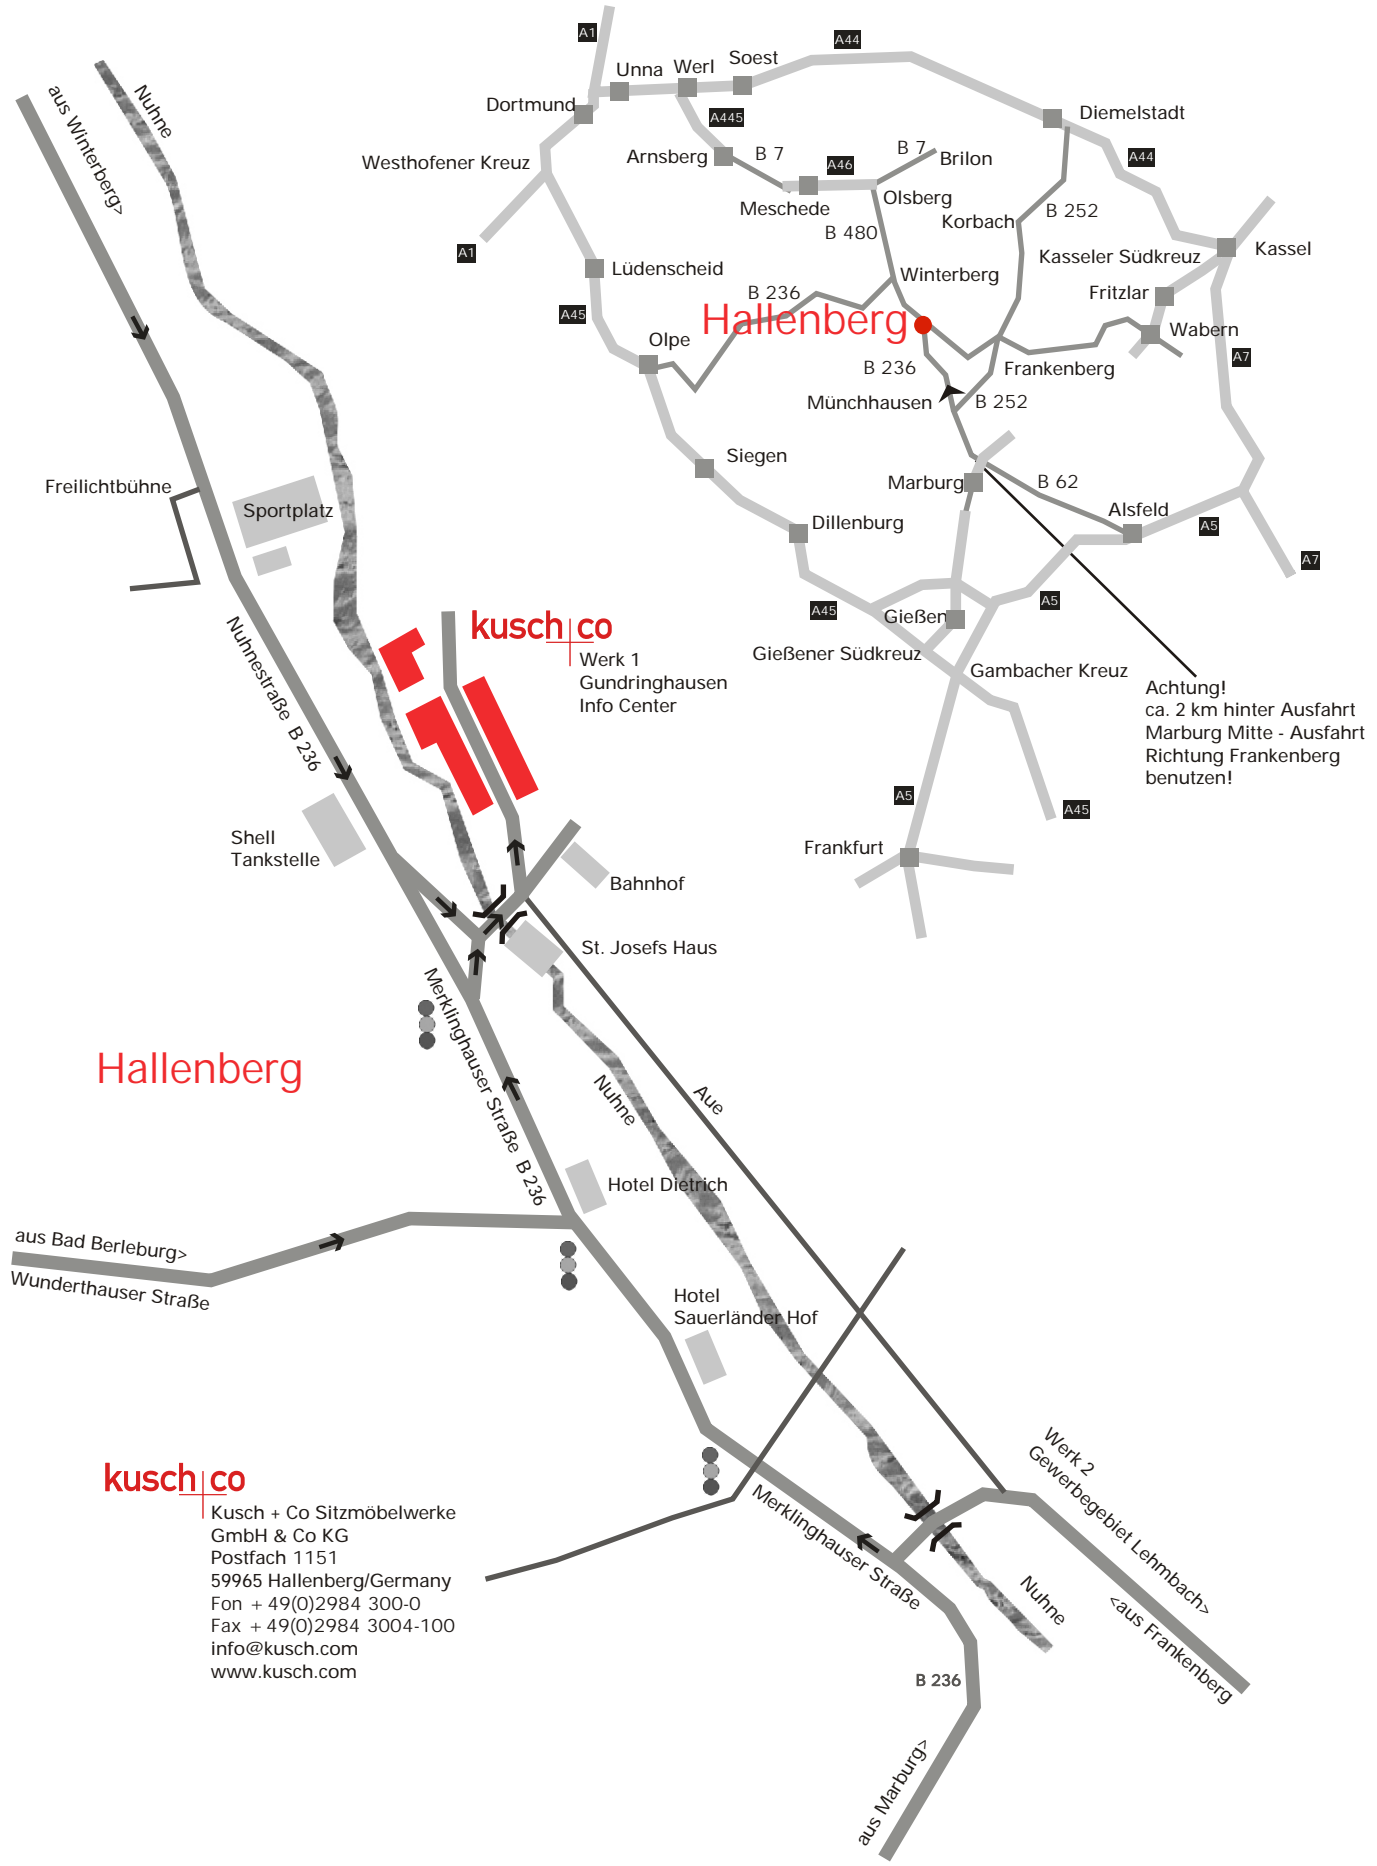 A1
A44
Unna
Werl
Soest
Dortmund
A445
Diemelstadt
Westhofener Kreuz
Arnsberg
B 7
A46
B 7
Brilon
A44
Meschede
Olsberg
B 480
Korbach
B 252
A1
Lüdenscheid
Winterberg
Kasseler Südkreuz
Kassel
B 236
Fritzlar
A45
Hallenberg
Wabern
Olpe
A7
B 236
Frankenberg
Münchhausen
B 252
Siegen
Marburg
B 62
Dillenburg
Alsfeld
A5
A7
A45
Gießen
A5
Gießener Südkreuz
Gambacher Kreuz
Achtung!
ca. 2 km hinter Ausfahrt
Marburg Mitte - Ausfahrt
Richtung Frankenberg
benutzen!
A5
A45
Frankfurt
aus Winterberg>
Nuhne
Freilichtbühne
Sportplatz
Nuhnestraße B 236
kusch+co
Werk 1
Gundringhausen
Info Center
Shell
Tankstelle
Bahnhof
St. Josefs Haus
Merklinghauser Straße B 236
Hallenberg
Nuhne
Aue
Hotel Dietrich
aus Bad Berleburg>
Wunderthauser Straße
Hotel
Sauerländer Hof
kusch+co
Kusch + Co Sitzmöbelwerke
GmbH & Co KG
Postfach 1151
59965 Hallenberg/Germany
Fon + 49(0)2984 300-0
Fax + 49(0)2984 3004-100
info@kusch.com
www.kusch.com
Merklinghauser Straße
Werk 2
Gewerbegebiet Lehmbach>
<aus Frankenberg
Nuhne
B 236
aus Marburg>